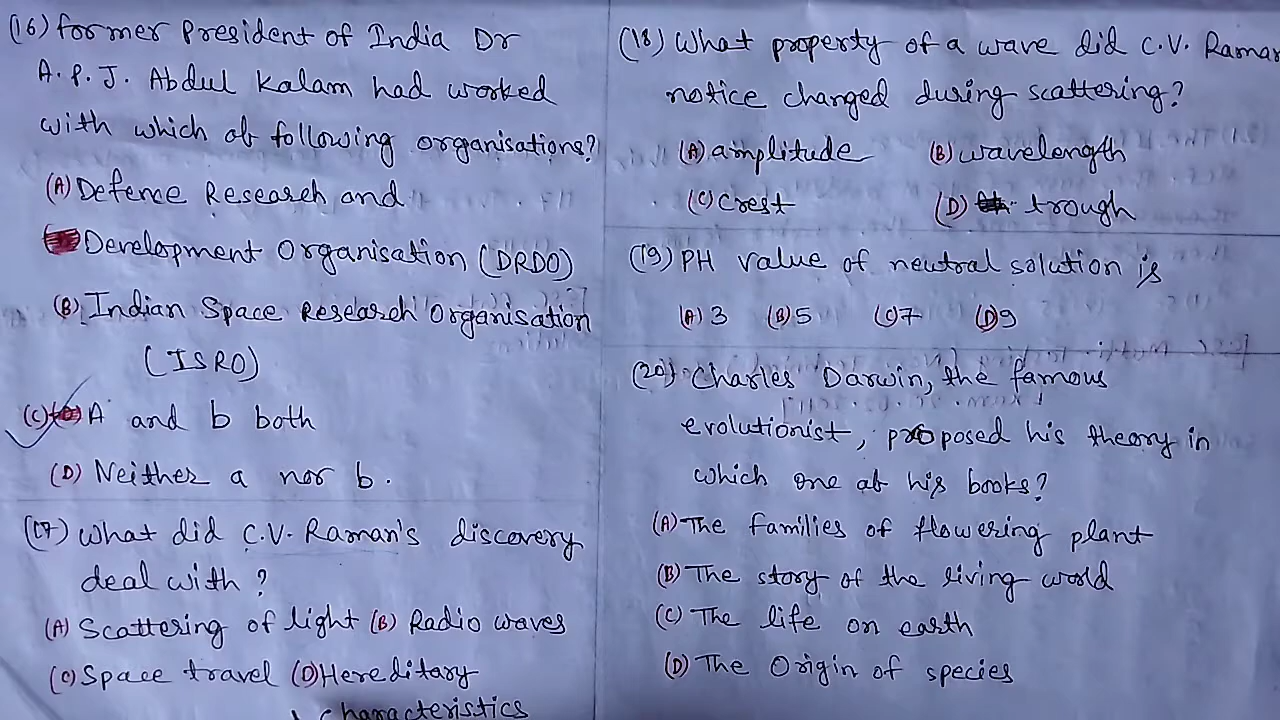 (16) Former President of India Dr
A.P.J. Abdul Kalam had worked
with which of following organisations?
(A) Defence Research and
Development Organisation (DRDO)
(B) Indian Space Research Organisation
(ISRO)
(C) A and b both
(D) Neither a nor b.
(17) What did C.V. Raman's discovery
deal with?
(A) Scattering of light (B) Radio waves
(C) Space travel (D) Hereditary
characteristics
(18) What property of a wave did C.V. Raman
notice changed during scattering?
(A) amplitude (B) wavelength
(C) Crest (D) trough
(19) PH value of neutral solution is
(A) 3 (B) 5 (C) 7 (D) 9
(20) Charles Darwin, the famous
evolutionist, proposed his theory in
which one of his books?
(A) The families of flowering plant
(B) The story of the living world
(C) The life on earth
(D) The Origin of species